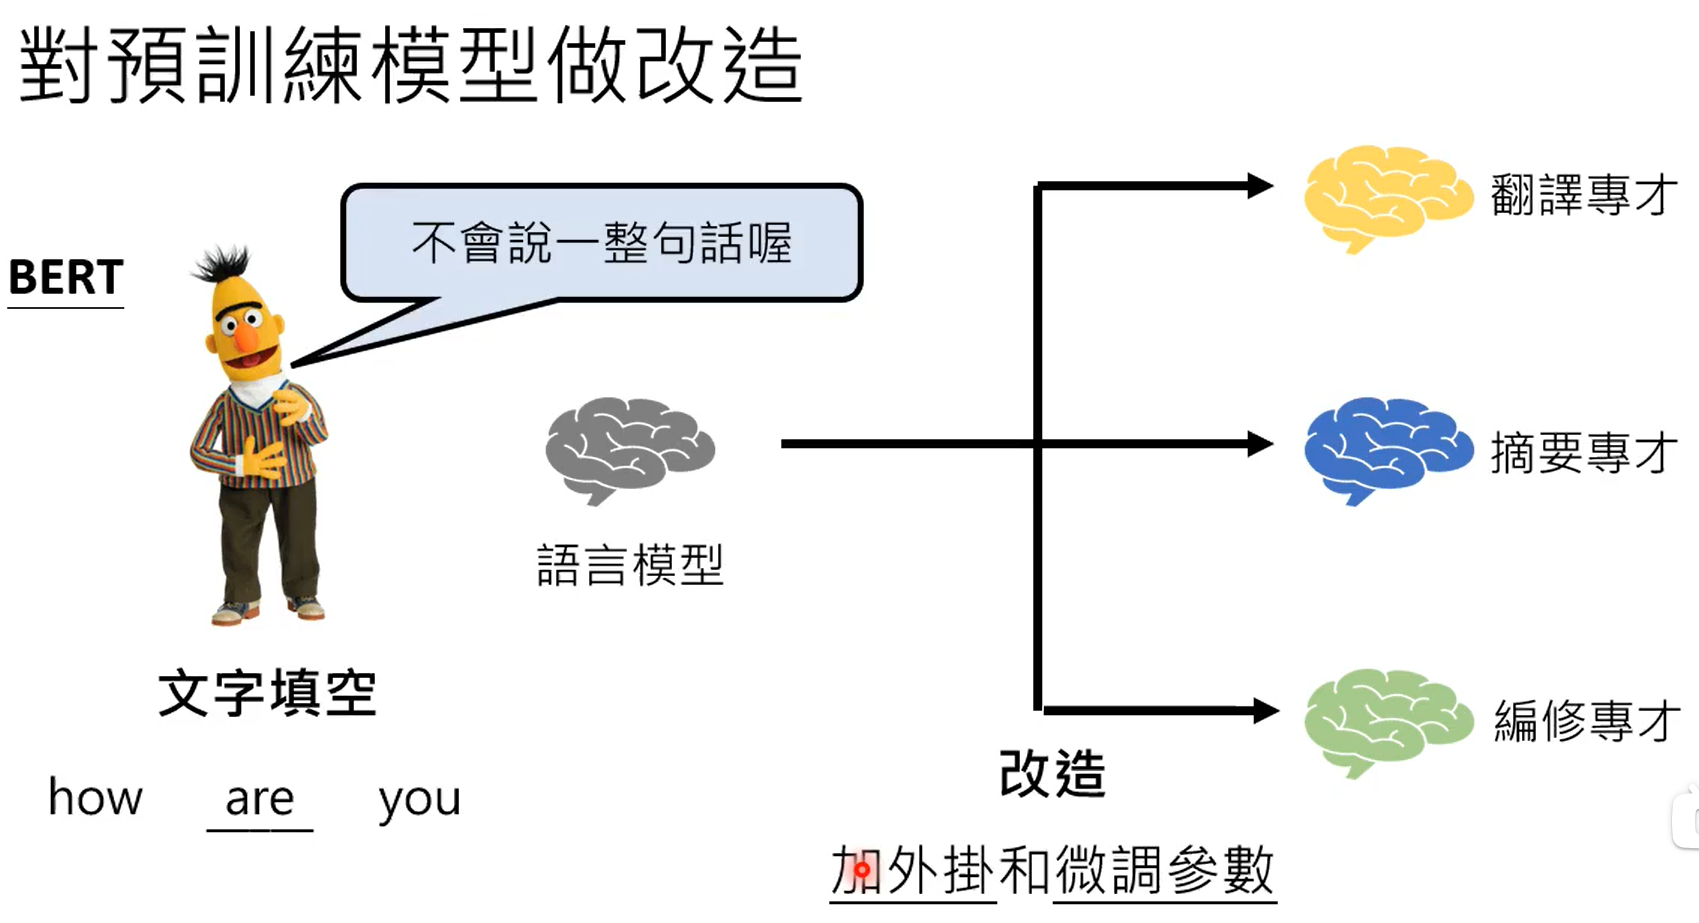 對預訓練模型做改造
不會說一整句話喔
BERT
語言模型
文字填空
how are you
翻譯專才
摘要專才
編修專才
改造
加外掛和微調參數